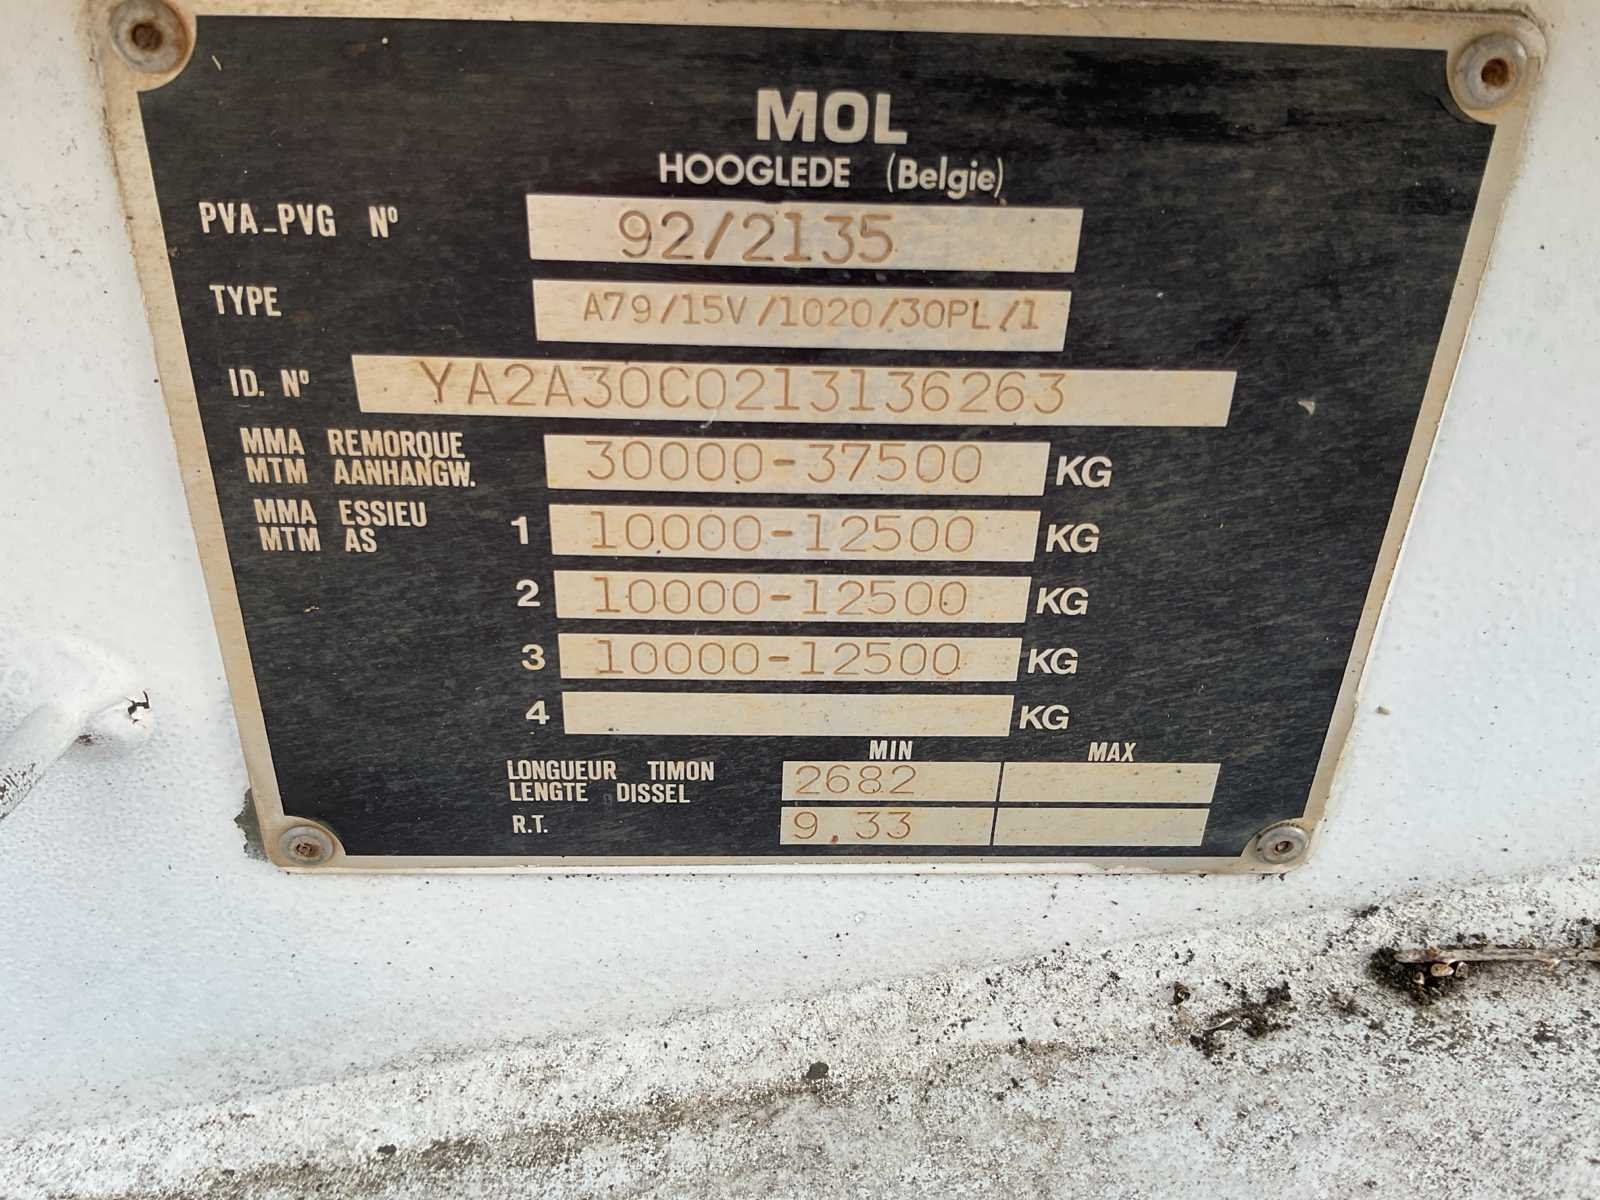 MOL
HOOGLEDE (Belgie)
PVA_PVG Nº 92/2135
TYPE A79/15V/1020/30PL/1
ID. Nº YA2A30C0213136263
MMA REMORQUE
MTM AANHANGW. 30000-37500 KG
MMA ESSIEU
MTM AS 1 10000-12500 KG
2 10000-12500 KG
3 10000-12500 KG
4 KG
MIN MAX
LONGUEUR TIMON
LENGTE DISSEL 2682
R.T. 9.33